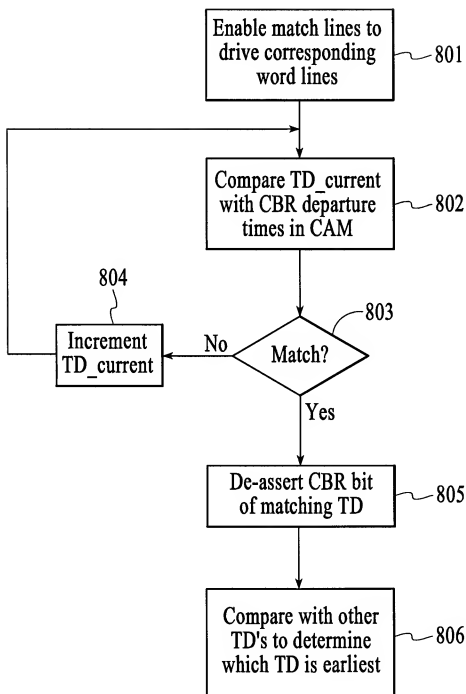 Enable match lines to
drive corresponding
word lines
801
Compare TD_current
with CBR departure
times in CAM
802
803
Match?
No
804
Increment
TD_current
Yes
De-assert CBR bit
of matching TD
805
Compare with other
TD's to determine
which TD is earliest
806